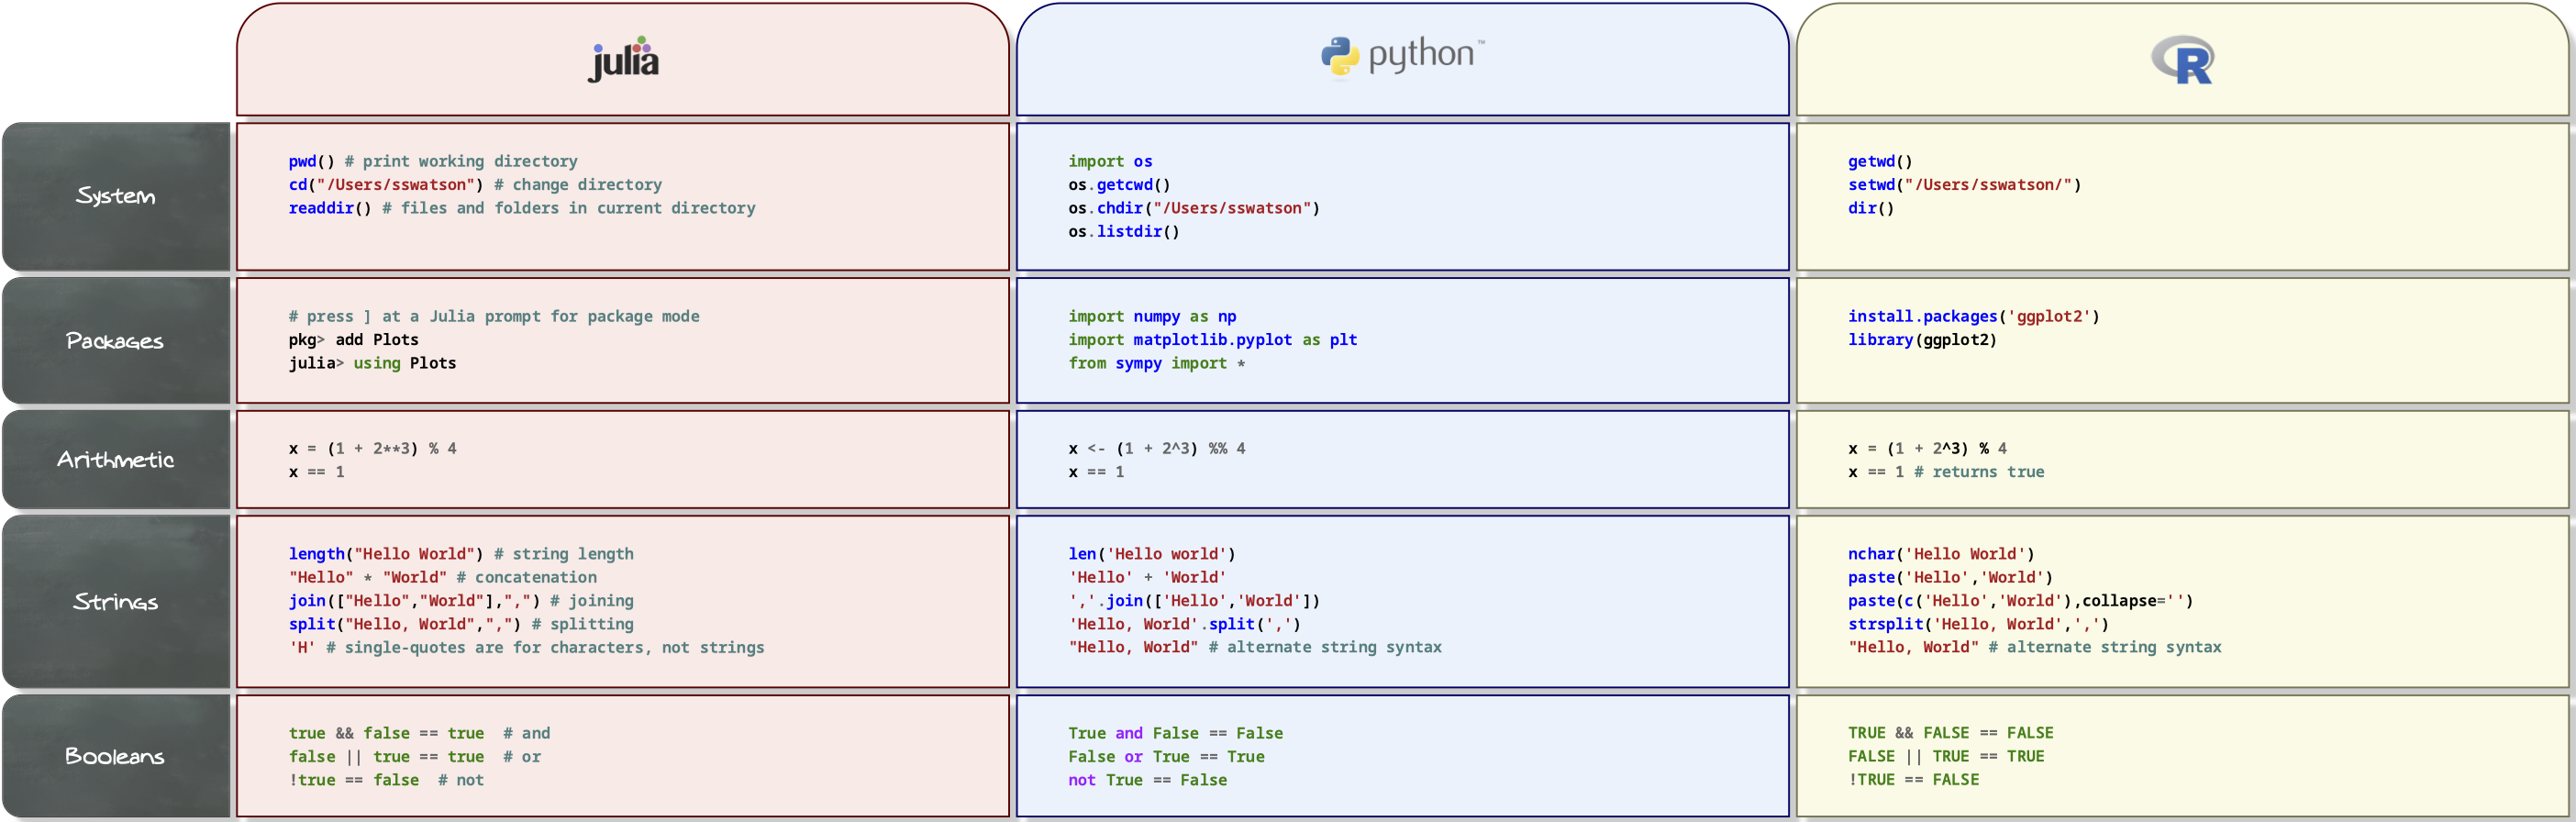 julia
python™
R
System
pwd() # print working directory
cd("/Users/sswatson") # change directory
readdir() # files and folders in current directory
import os
os.getcwd()
os.chdir("/Users/sswatson")
os.listdir()
getwd()
setwd("/Users/sswatson/")
dir()
Packages
# press ] at a Julia prompt for package mode
pkg> add Plots
julia> using Plots
import numpy as np
import matplotlib.pyplot as plt
from sympy import *
install.packages('ggplot2')
library(ggplot2)
Arithmetic
x = (1 + 2**3) % 4
x == 1
x <- (1 + 2^3) %% 4
x == 1
x = (1 + 2^3) % 4
x == 1 # returns true
Strings
length("Hello World") # string length
"Hello" * "World" # concatenation
join(["Hello","World"],",") # joining
split("Hello, World",",") # splitting
'H' # single-quotes are for characters, not strings
len('Hello world')
'Hello' + 'World'
','.join(['Hello','World'])
'Hello, World'.split(',')
"Hello, World" # alternate string syntax
nchar('Hello World')
paste('Hello','World')
paste(c('Hello','World'),collapse='')
strsplit('Hello, World',',')
"Hello, World" # alternate string syntax
Booleans
true && false == true  # and
false || true == true  # or
!true == false  # not
True and False == False
False or True == True
not True == False
TRUE && FALSE == FALSE
FALSE || TRUE == TRUE
!TRUE == FALSE